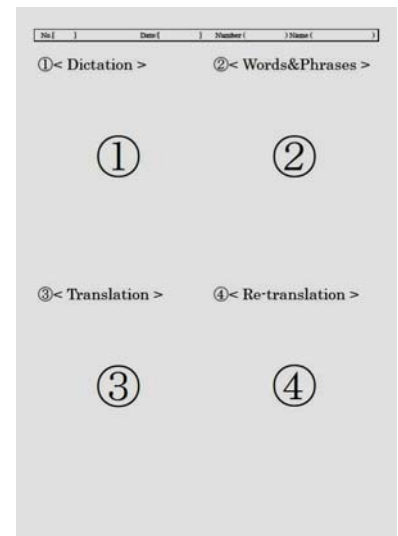 No.[ ] Date[ ] Number ( ) Name ( )
①< Dictation > ②< Words&Phrases >
① ②
③< Translation > ④< Re-translation >
③ ④